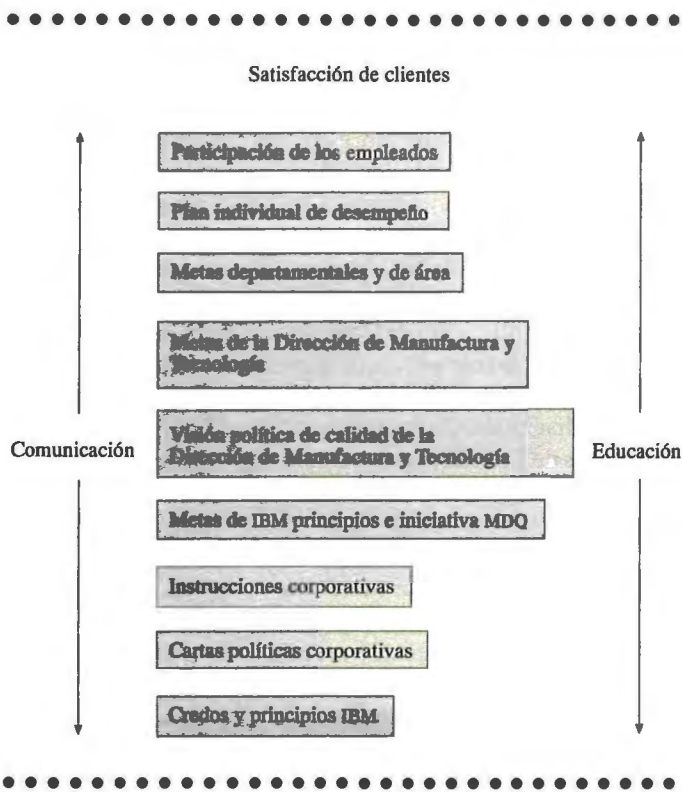 Satisfacción de clientes
Participación de los empleados
Plan individual de desempeño
Metas departamentales y de área
Metas de la Dirección de Manufactura y
Tecnología
Comunicación
Visión política de calidad de la
Dirección de Manufactura y Tecnología
Educación
Metas de IBM principios e iniciativa MDQ
Instrucciones corporativas
Cartas políticas corporativas
Credos y principios IBM